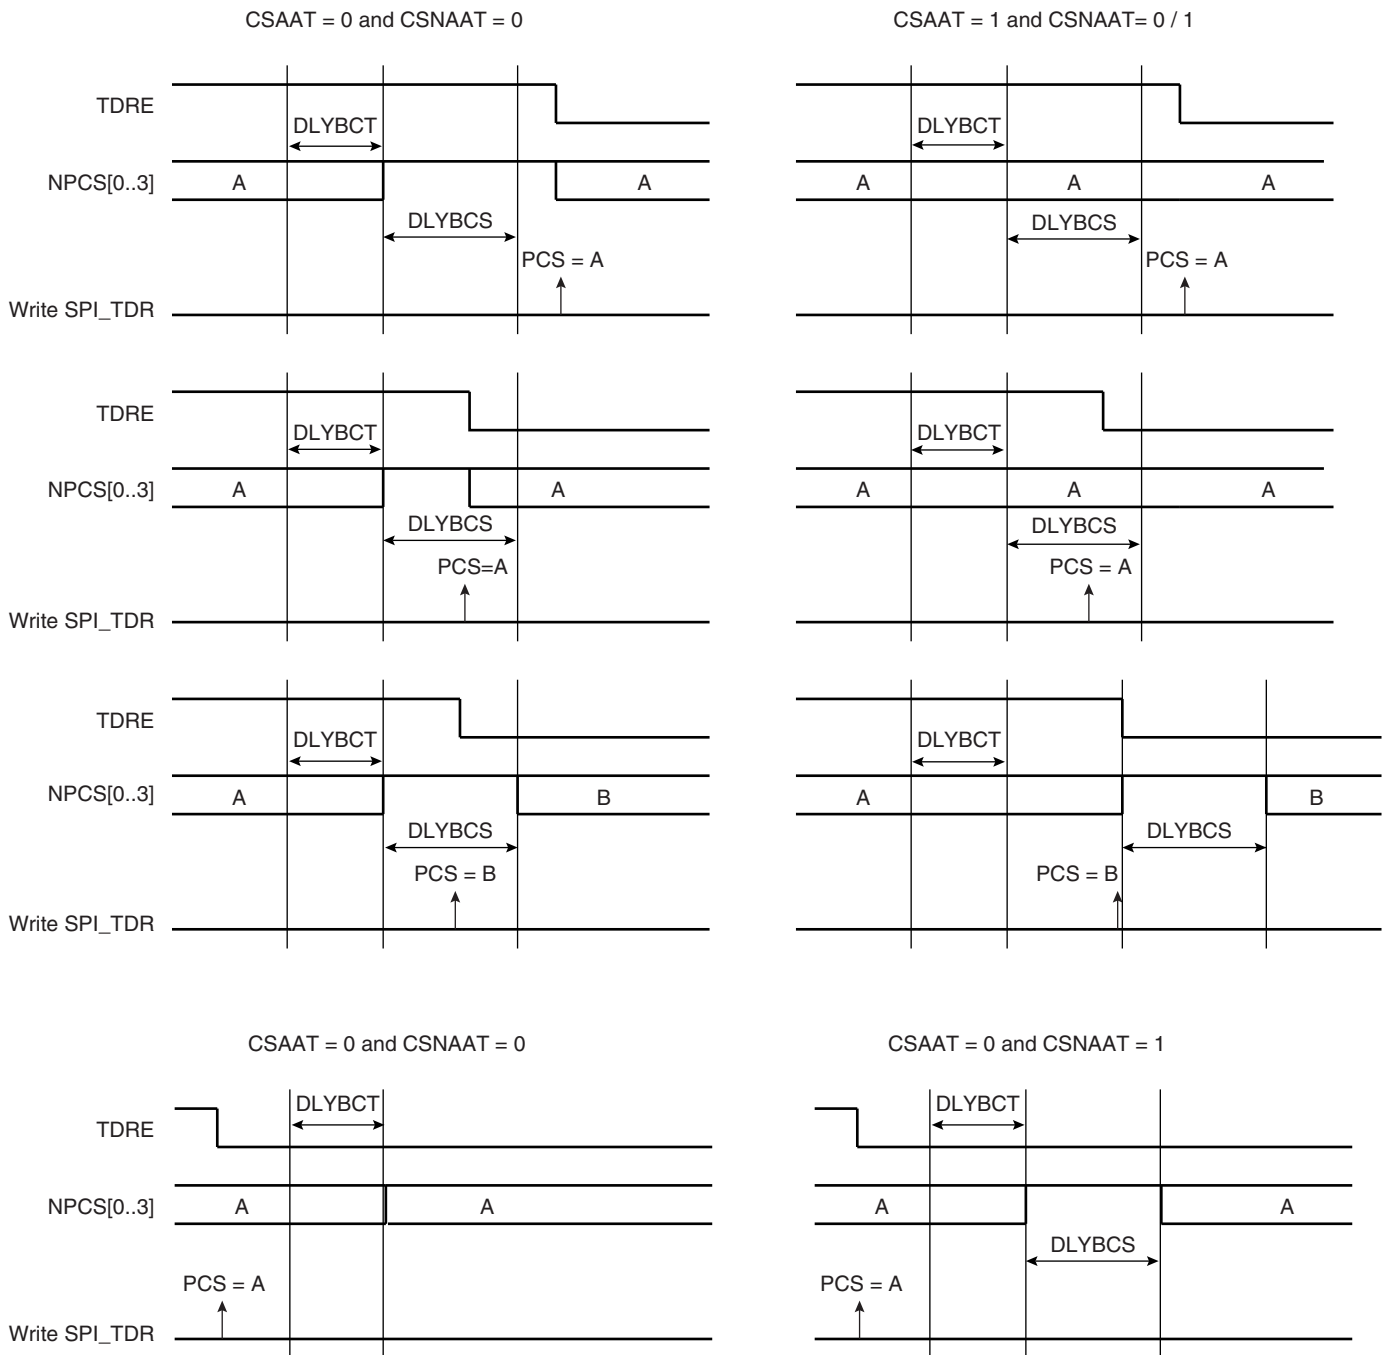 CSAAT = 0 and CSNAAT = 0
CSAAT = 1 and CSNAAT= 0 / 1
TDRE
DLYBCT
DLYBCT
NPCS[0..3]
A
A
A
A
A
DLYBCS
DLYBCS
PCS = A
PCS = A
Write SPI_TDR
TDRE
DLYBCT
DLYBCT
NPCS[0..3]
A
A
A
A
A
DLYBCS
DLYBCS
PCS=A
PCS = A
Write SPI_TDR
TDRE
DLYBCT
DLYBCT
NPCS[0..3]
A
B
A
B
DLYBCS
DLYBCS
PCS = B
PCS = B
Write SPI_TDR
CSAAT = 0 and CSNAAT = 0
CSAAT = 0 and CSNAAT = 1
DLYBCT
DLYBCT
TDRE
NPCS[0..3]
A
A
A
A
DLYBCS
PCS = A
PCS = A
Write SPI_TDR